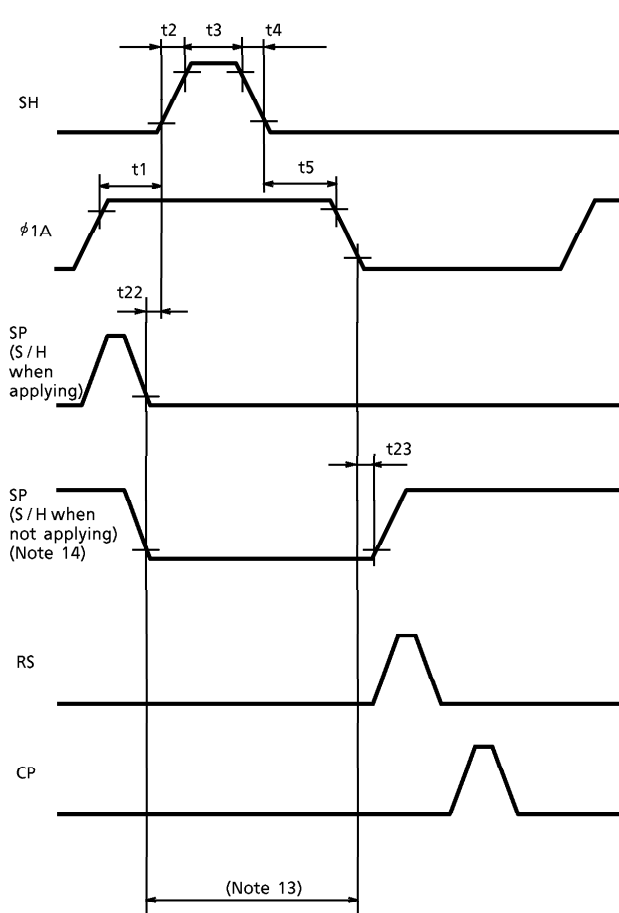 t2 t3 t4
SH
t1 t5
ϕ1A
t22
SP
(S/H
when
applying)
t23
SP
(S/H when
not applying)
(Note 14)
RS
CP
(Note 13)